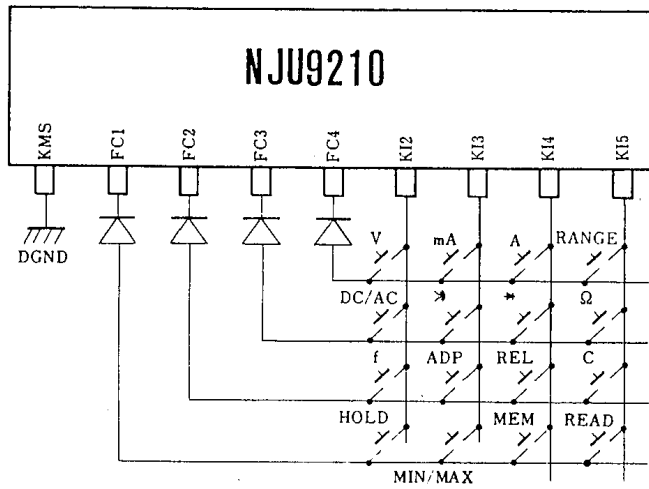 NJU9210
KMS FC1 FC2 FC3 FC4 KI2 KI3 KI4 KI5
DGND
V mA A RANGE
DC/AC Ω
f ADP REL C
HOLD MEM READ
MIN/MAX